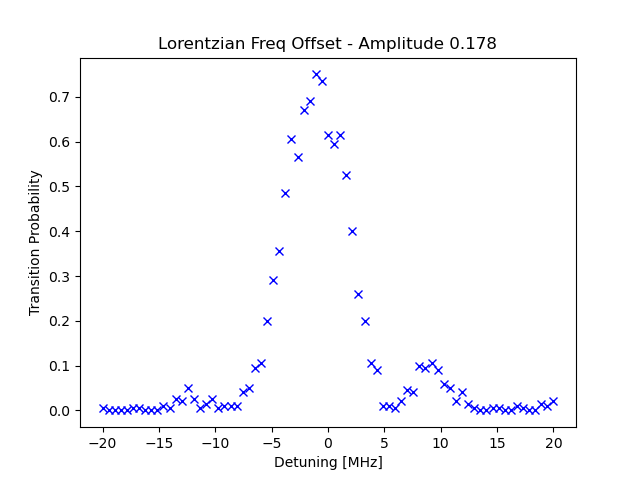 Lorentzian Freq Offset - Amplitude 0.178
Transition Probability
0.7
0.6
0.5
0.4
0.3
0.2
0.1
0.0
−20 −15 −10 −5 0 5 10 15 20
Detuning [MHz]